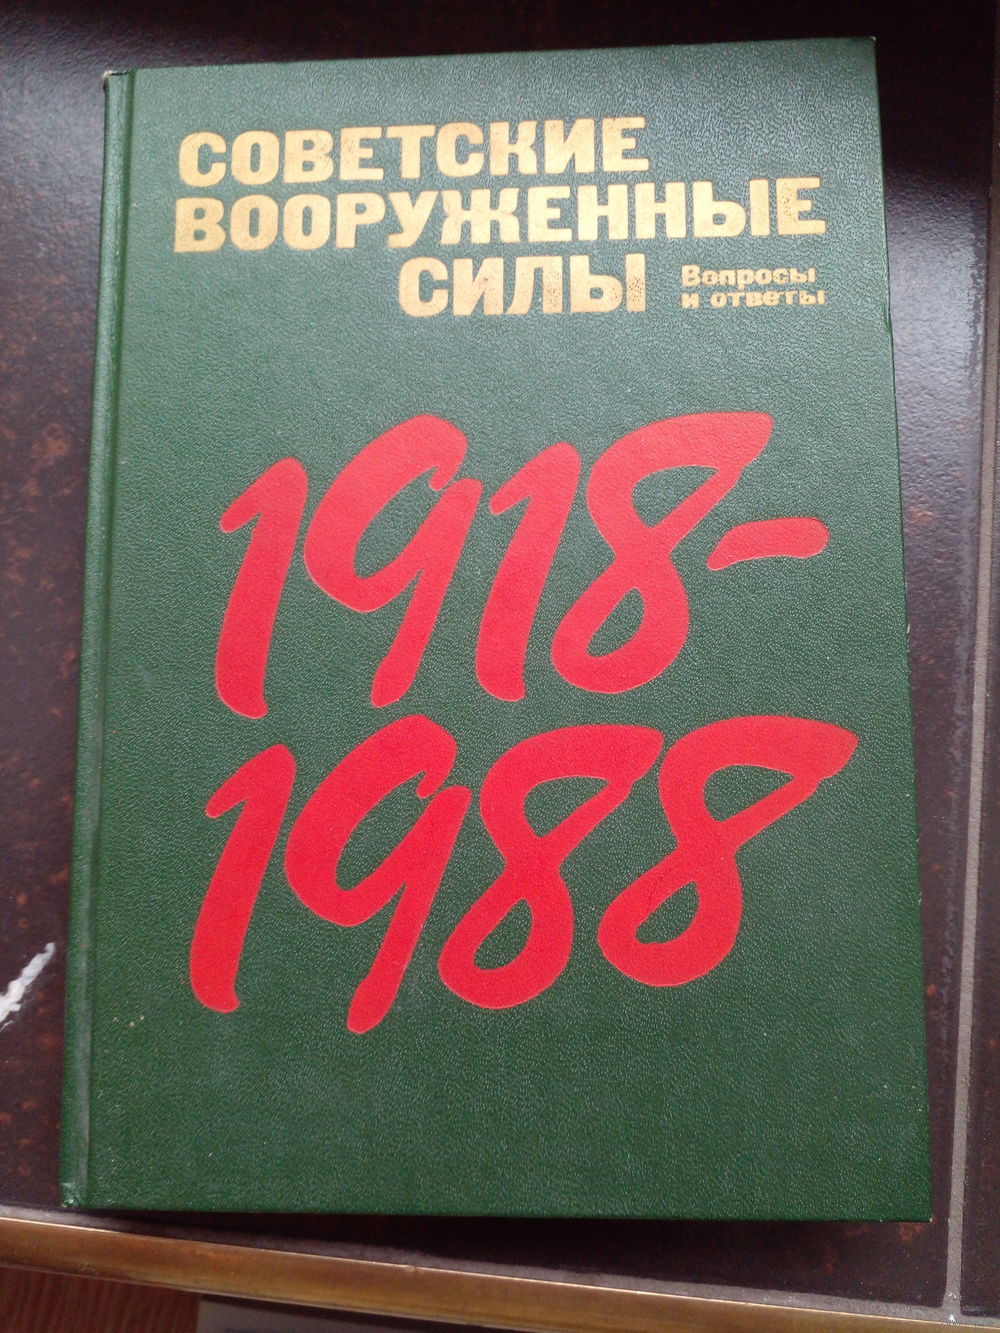 СОВЕТСКИЕ
ВООРУЖЕННЫЕ
СИЛЫ
Вопросы
и ответы
1918-
1988